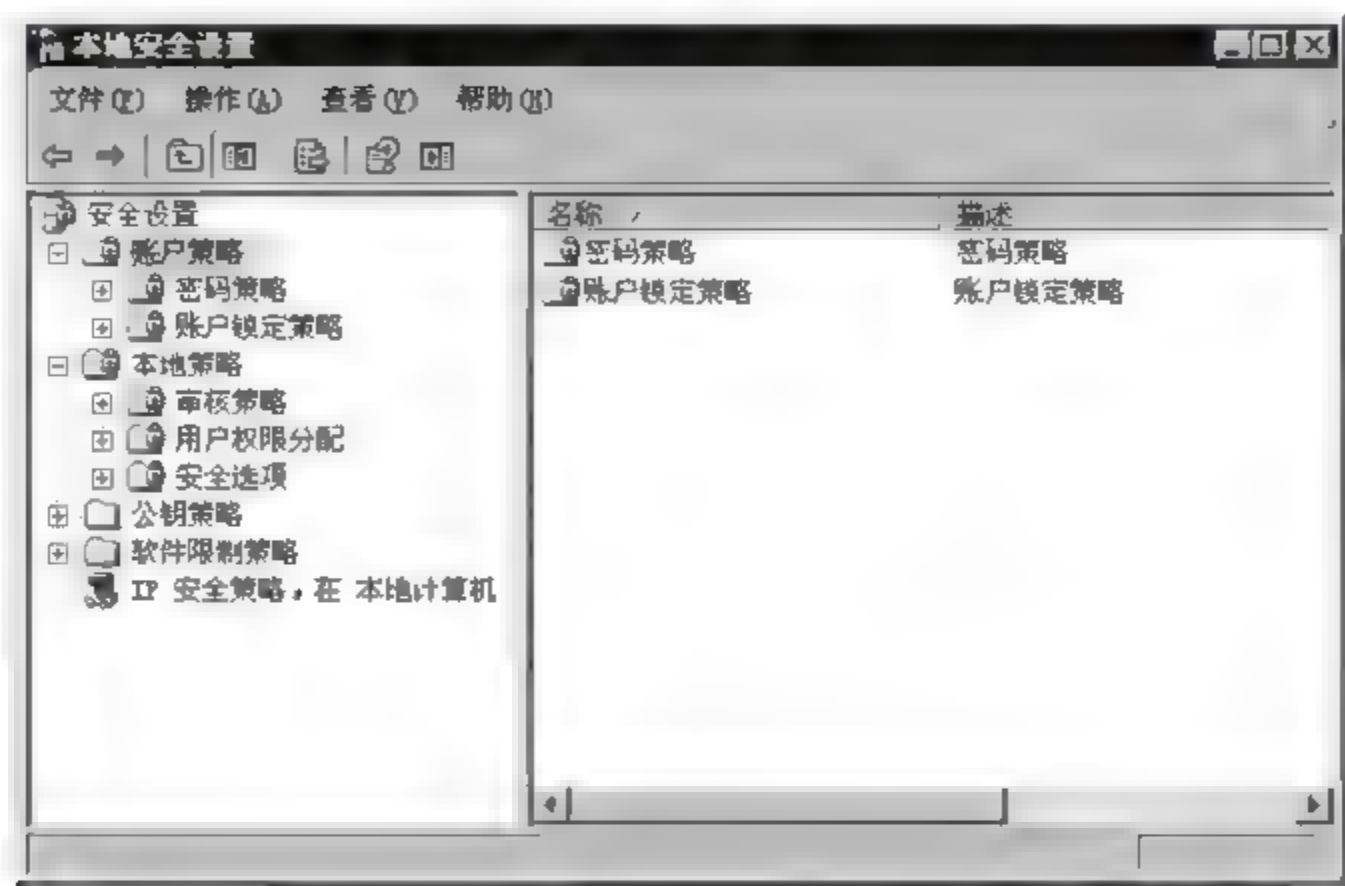 本地安全设置
文件(F) 操作(A) 查看(V) 帮助(H)
安全设置
账户策略
密码策略
账户锁定策略
本地策略
审核策略
用户权限分配
安全选项
公钥策略
软件限制策略
IP 安全策略，在 本地计算机
名称 描述
密码策略 密码策略
账户锁定策略 账户锁定策略